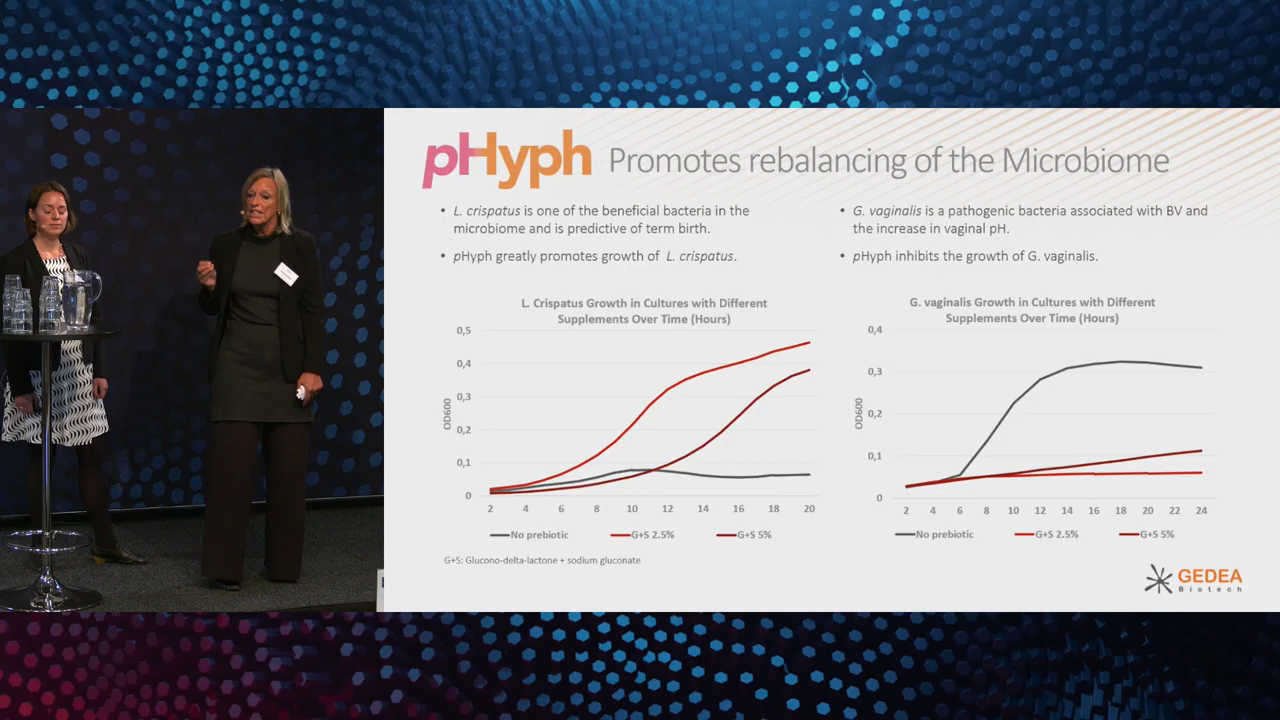 pHyph Promotes rebalancing of the Microbiome
• L. crispatus is one of the beneficial bacteria in the
microbiome and is predictive of term birth.
• pHyph greatly promotes growth of L. crispatus.
• G. vaginalis is a pathogenic bacteria associated with BV and
the increase in vaginal pH.
• pHyph inhibits the growth of G. vaginalis.
L. Crispatus Growth in Cultures with Different
Supplements Over Time (Hours)
OD600
0,5
0,4
0,3
0,2
0,1
0
2 4 6 8 10 12 14 16 18 20
No prebiotic G+S 2.5% G+S 5%
G+S: Glucono-delta-lactone + sodium gluconate
G. vaginalis Growth in Cultures with Different
Supplements Over Time (Hours)
OD600
0,4
0,3
0,2
0,1
0
2 4 6 8 10 12 14 16 18 20 22 24
No prebiotic G+S 2.5% G+S 5%
GEDEA
Biotech